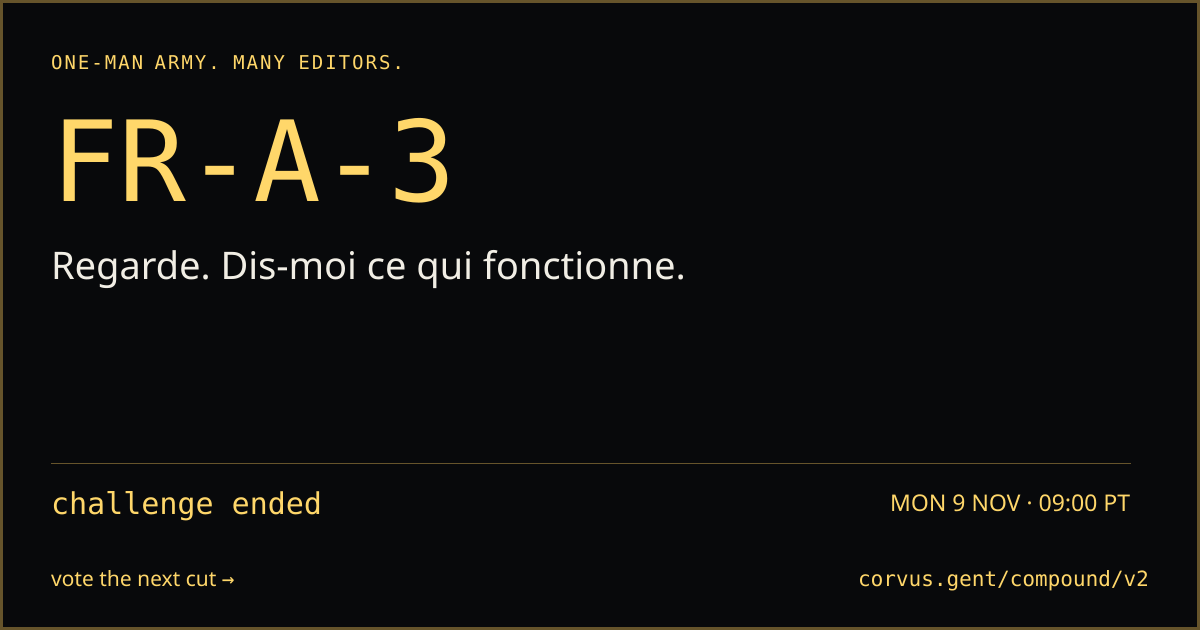 ONE-MAN ARMY. MANY EDITORS.
FR-A-3
Regarde. Dis-moi ce qui fonctionne.
challenge ended
MON 9 NOV · 09:00 PT
vote the next cut →
corvus.gent/compound/v2